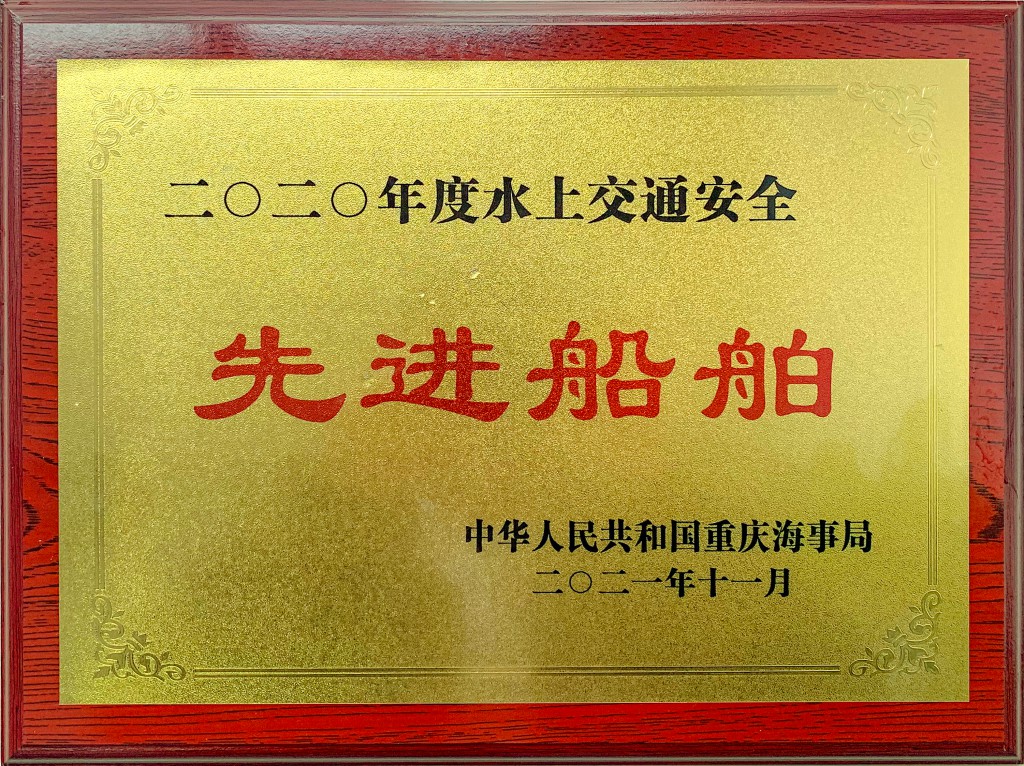 二〇二〇年度水上交通安全
先进船舶
中华人民共和国重庆海事局
二〇二一年十一月